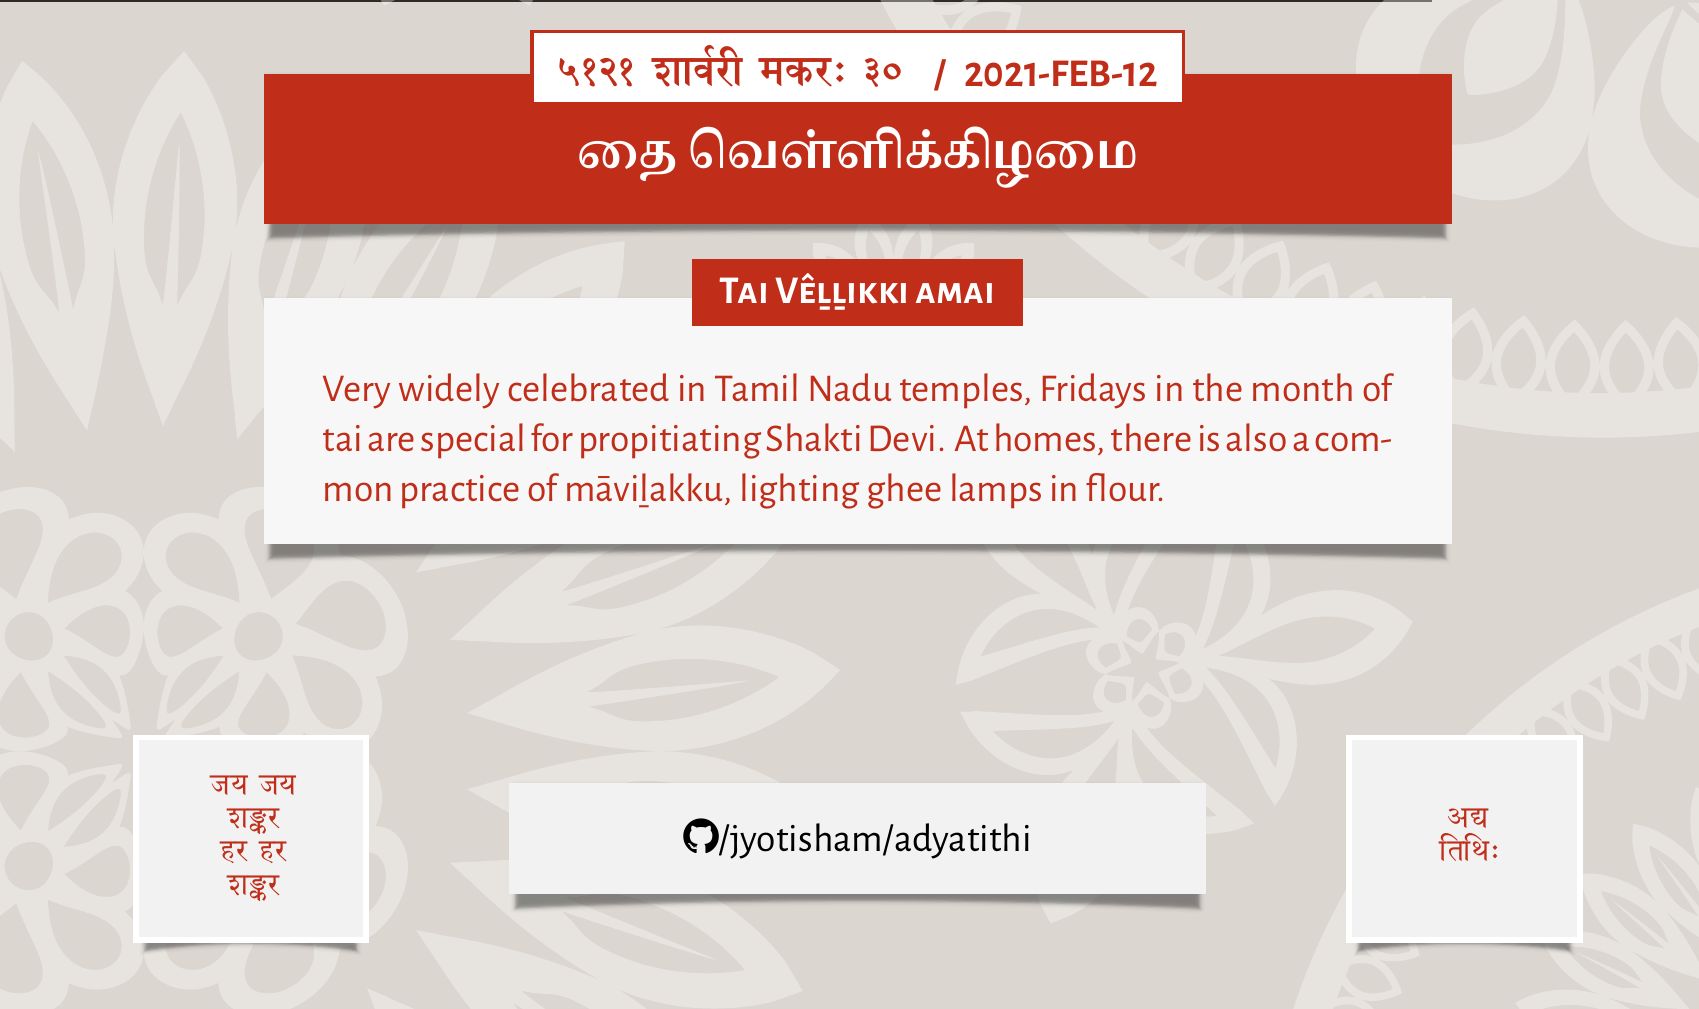 ५१२१ शार्वरी मकरः ३० / 2021-FEB-12
தை வெள்ளிக்கிழமை
Tai Vêḻḻikki amai
Very widely celebrated in Tamil Nadu temples, Fridays in the month of
tai are special for propitiating Shakti Devi. At homes, there is also a com-
mon practice of māviḻakku, lighting ghee lamps in flour.
जय जय
शङ्कर
हर हर
शङ्कर
/jyotisham/adyatithi
अद्य
तिथिः